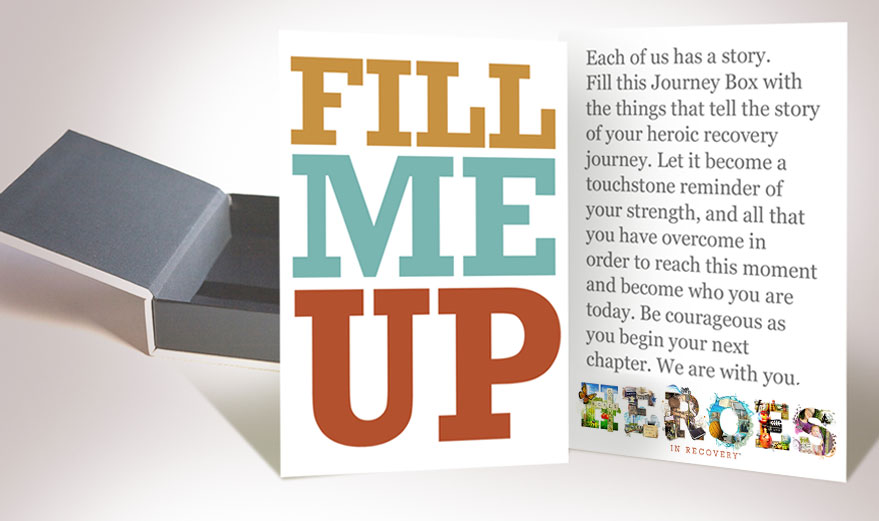 FILL
ME
UP
Each of us has a story.
Fill this Journey Box with
the things that tell the story
of your heroic recovery
journey. Let it become a
touchstone reminder of
your strength, and all that
you have overcome in
order to reach this moment
and become who you are
today. Be courageous as
you begin your next
chapter. We are with you.
HEROES
IN RECOVERY™